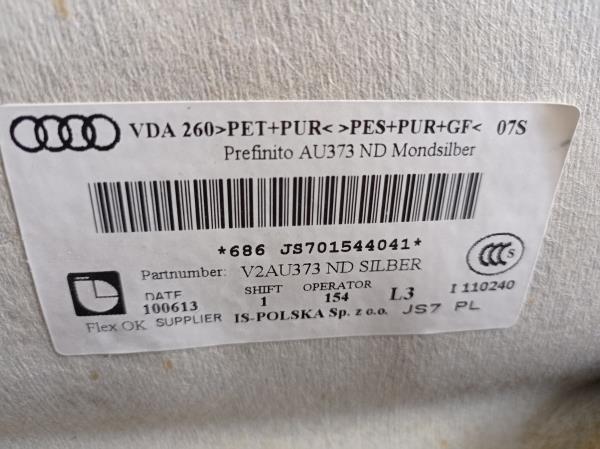 VDA 260>PET+PUR< >PES+PUR+GF< 07S
Prefinito AU373 ND Mondsilber
*686 JS701544041*
CCC S
Partnumber: V2AU373 ND SILBER
DATE SHIFT OPERATOR L3 I 110240
100613 1 154
Flex OK SUPPLIER IS-POLSKA Sp. z o.o. JS7 PL